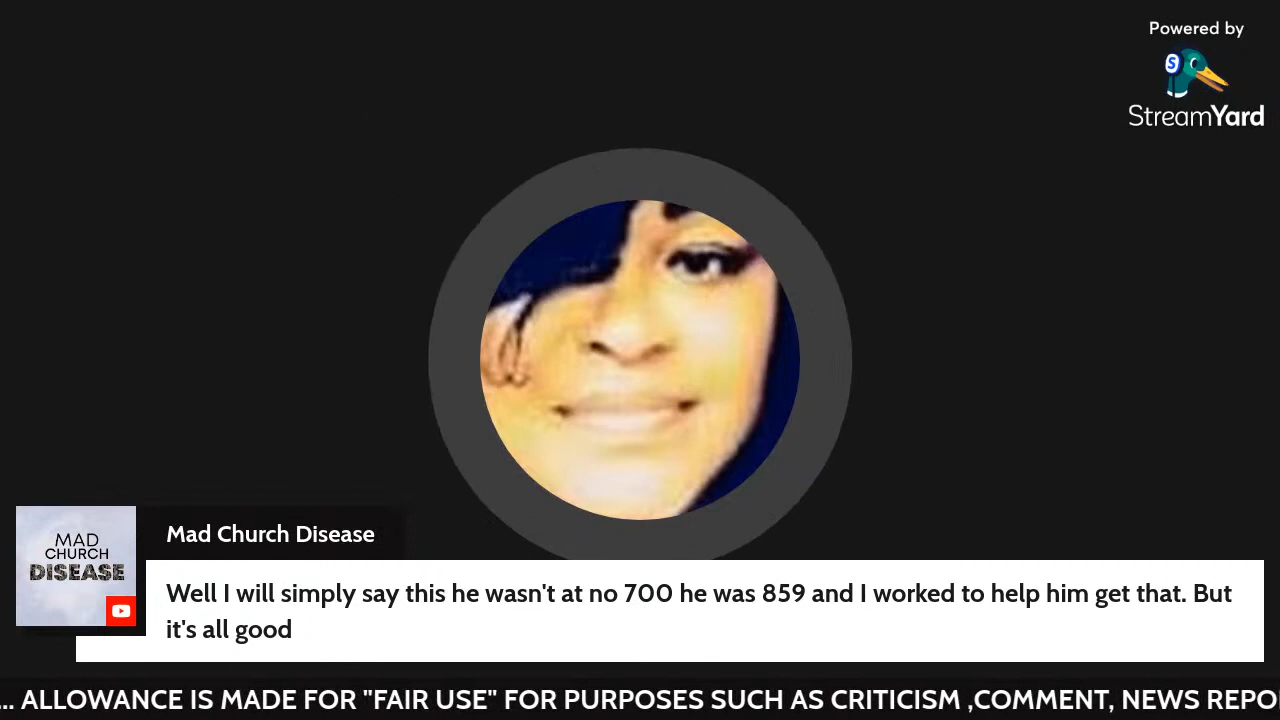 Powered by
S
StreamYard
MAD
CHURCH
DISEASE
Mad Church Disease
Well I will simply say this he wasn't at no 700 he was 859 and I worked to help him get that. But
it's all good
... ALLOWANCE IS MADE FOR "FAIR USE" FOR PURPOSES SUCH AS CRITICISM ,COMMENT, NEWS REPO